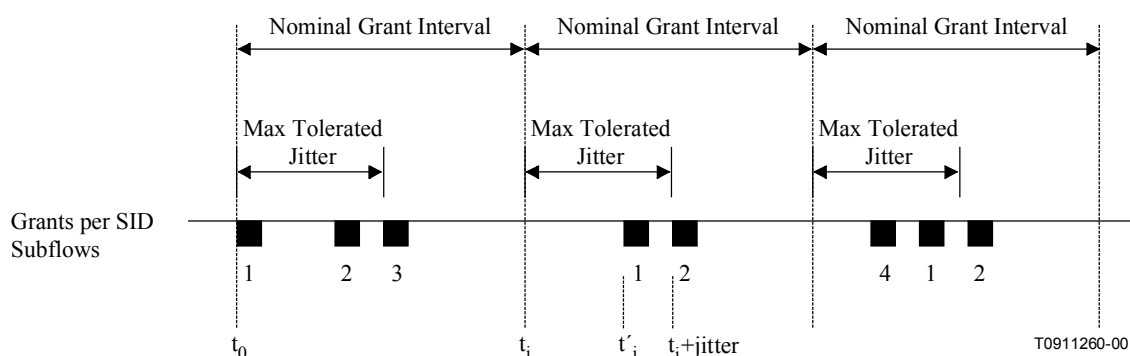 Nominal Grant Interval
Nominal Grant Interval
Nominal Grant Interval
Max Tolerated
Jitter
Max Tolerated
Jitter
Max Tolerated
Jitter
Grants per SID
Subflows
1
2
3
1
2
4
1
2
t0
ti
t´i
ti+jitter
T0911260-00